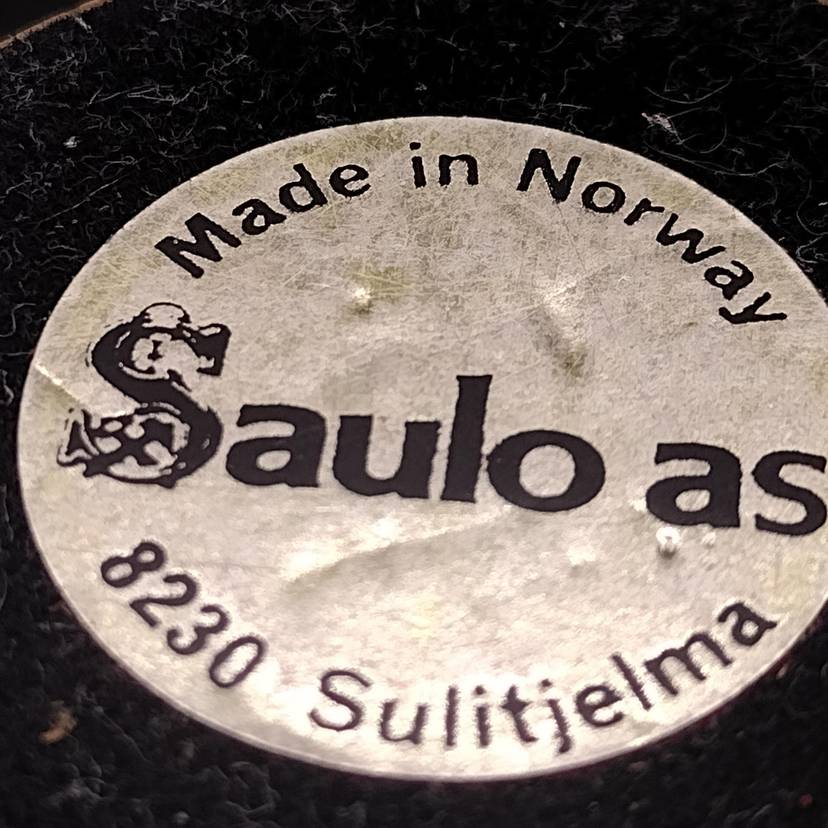 Made in Norway
Saulo as
8230 Sulitjelma